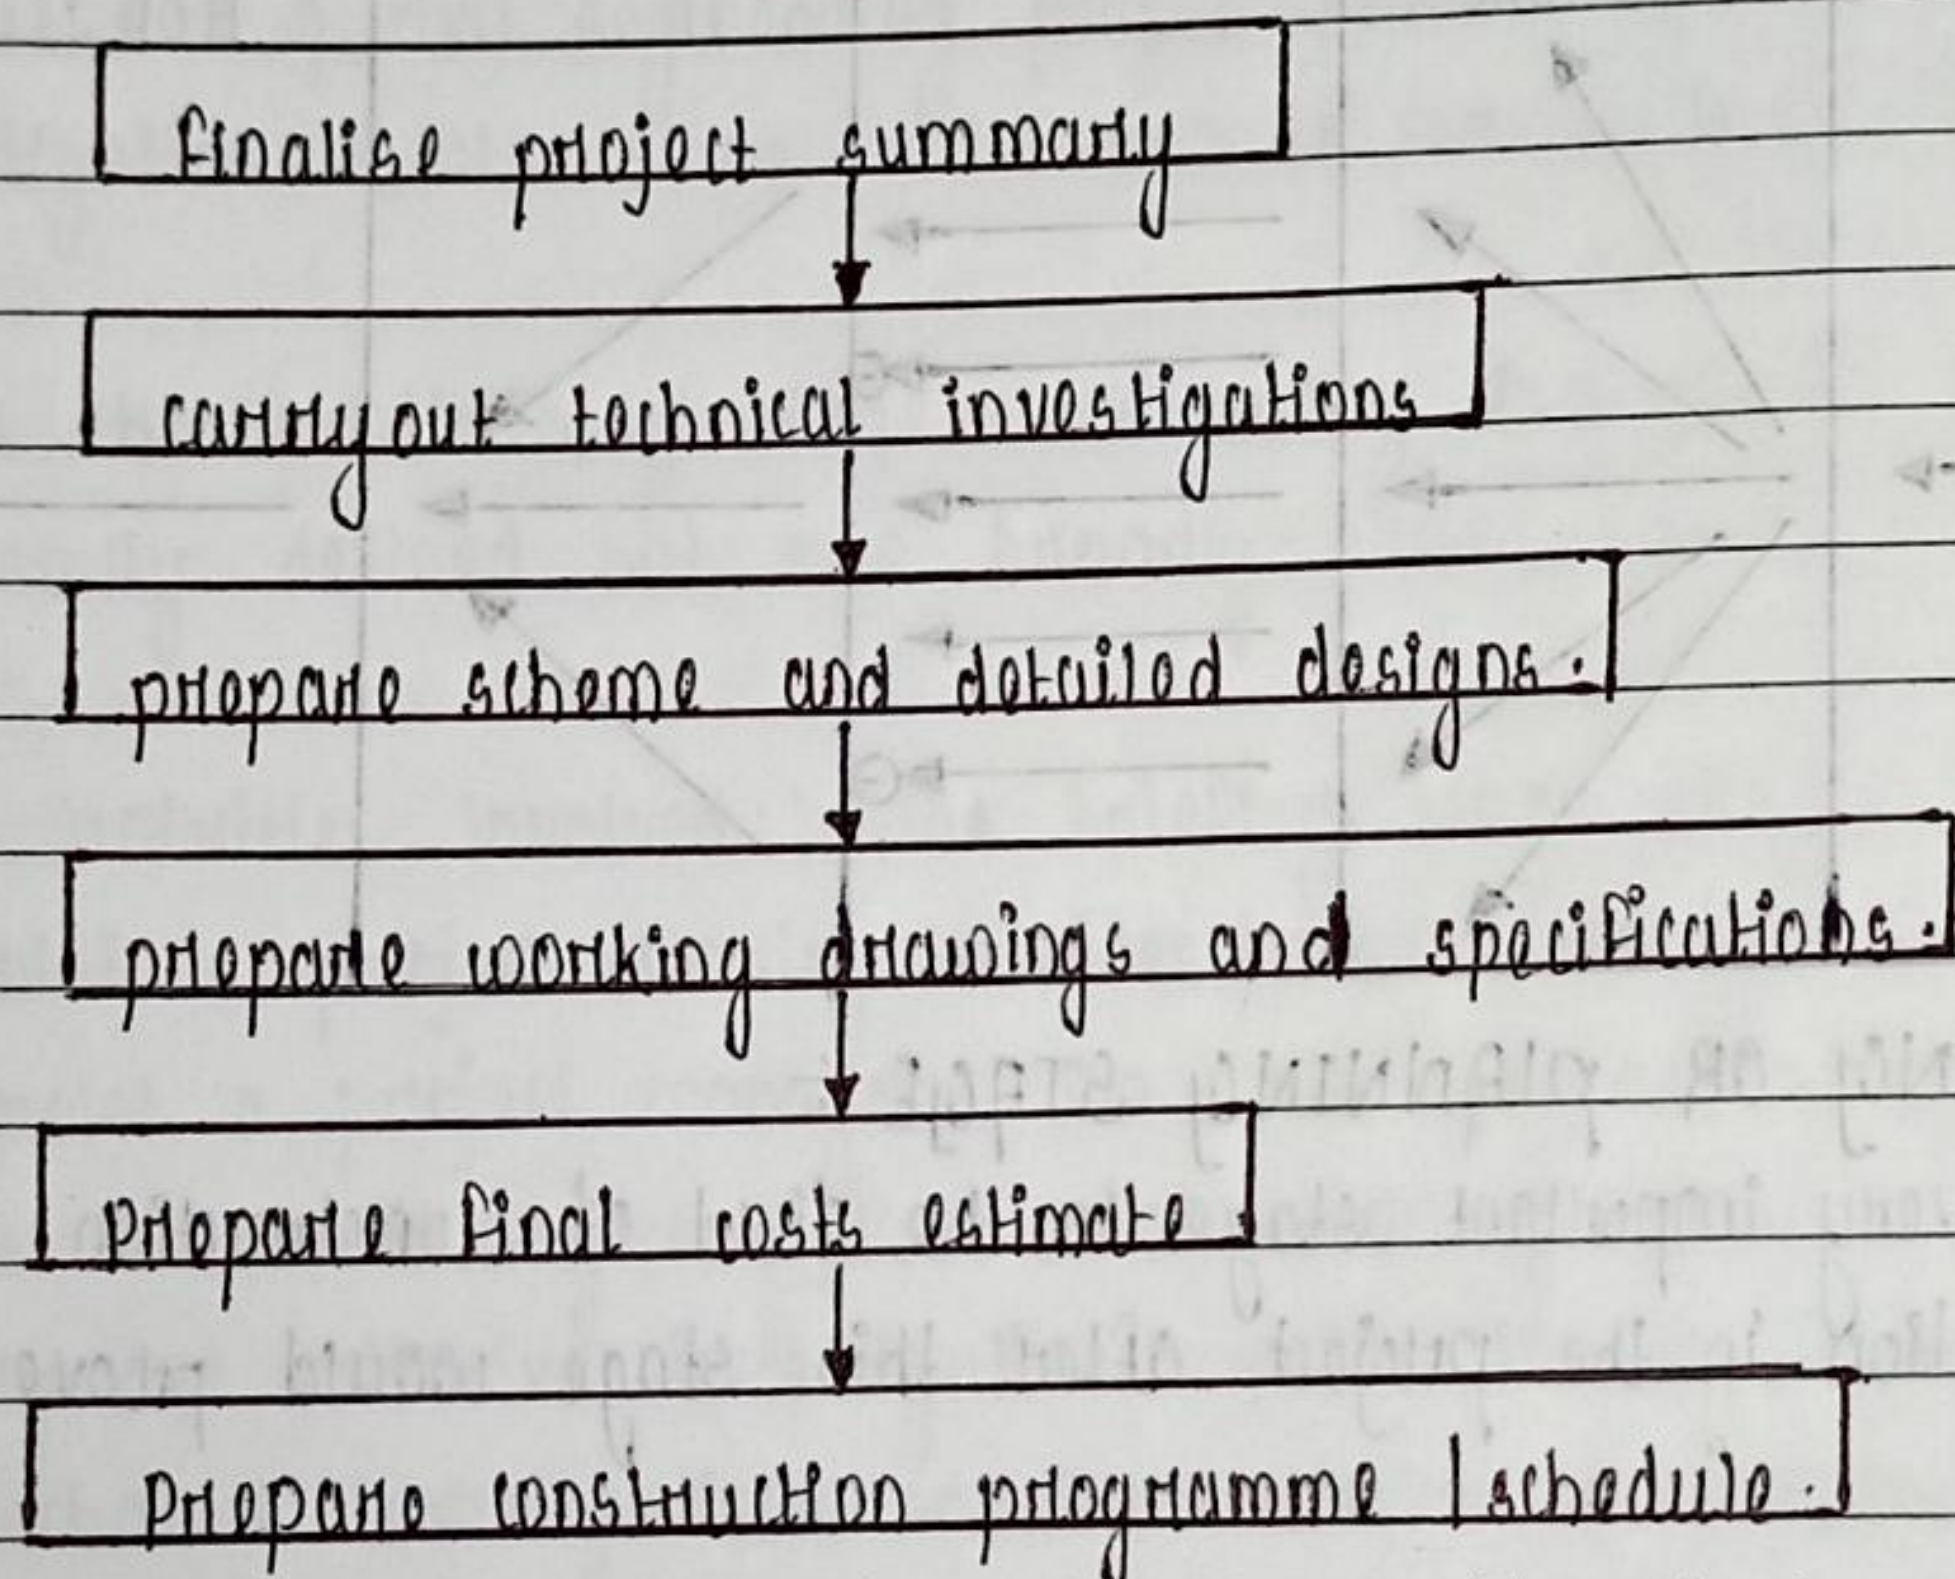 finalise project summary
carryout technical investigations
prepare scheme and detailed designs.
prepare working drawings and specifications.
Prepare final costs estimate
Prepare construction programme / schedule.